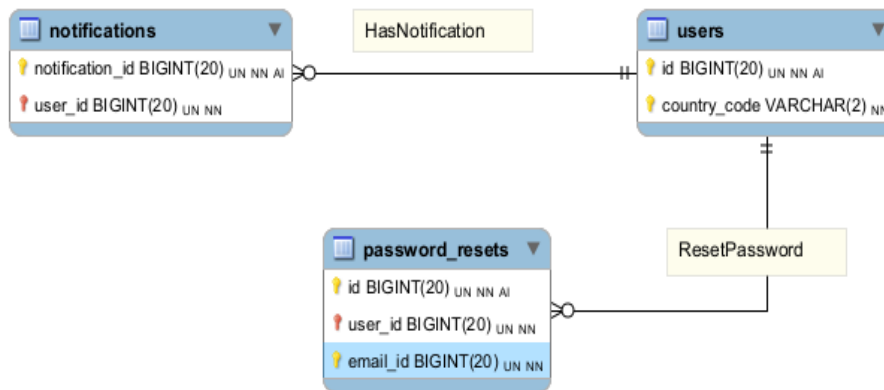 notifications
notification_id BIGINT(20) UN NN AI
user_id BIGINT(20) UN NN
HasNotification
users
id BIGINT(20) UN NN AI
country_code VARCHAR(2) NN
password_resets
id BIGINT(20) UN NN AI
user_id BIGINT(20) UN NN
email_id BIGINT(20) UN NN
ResetPassword